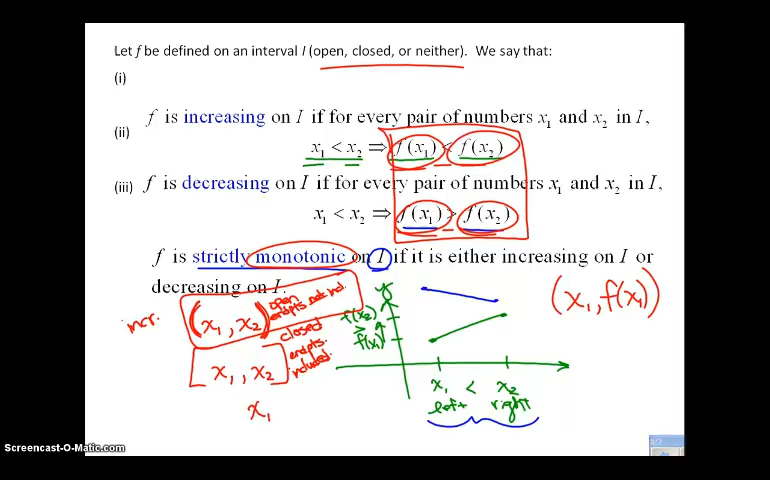 Let f be defined on an interval I (open, closed, or neither). We say that:
(i)
f is increasing on I if for every pair of numbers x₁ and x₂ in I,
(ii)
x₁ < x₂ ⇒ f(x₁) < f(x₂)
(iii) f is decreasing on I if for every pair of numbers x₁ and x₂ in I,
x₁ < x₂ ⇒ f(x₁) > f(x₂)
f is strictly monotonic on I if it is either increasing on I or
decreasing on I.
incr.
(x₁, x₂)
open
endpts not incl.
[x₁, x₂]
closed
endpts
included
x₁
y
f(x₂)
>
f(x₁)
x₁ < x₂
left right
(x₁, f(x₁))
Screencast-O-Matic.com